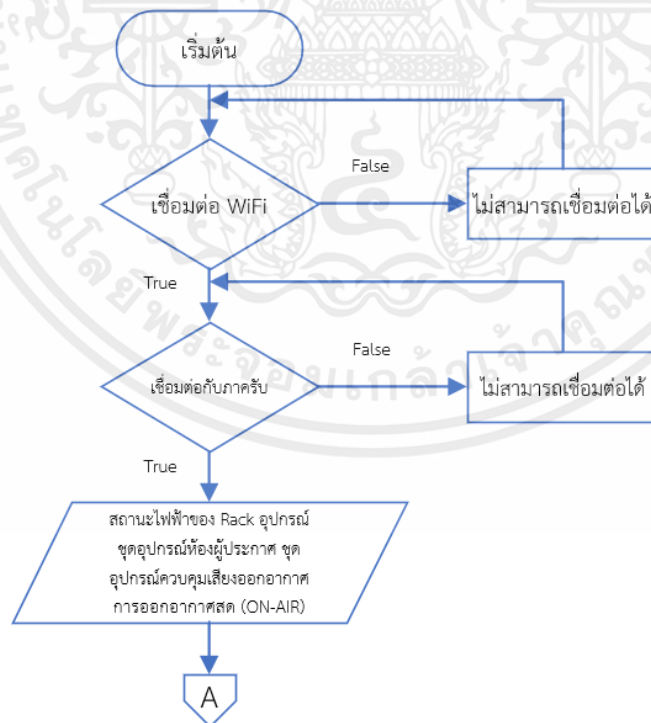 เริ่มต้น
เชื่อมต่อ WiFi
False
ไม่สามารถเชื่อมต่อได้
True
เชื่อมต่อกับภาครับ
False
ไม่สามารถเชื่อมต่อได้
True
สถานะไฟฟ้าของ Rack อุปกรณ์
ชุดอุปกรณ์ห้องผู้ประกาศ ชุด
อุปกรณ์ควบคุมเสียงออกอากาศ
การออกอากาศสด (ON-AIR)
A